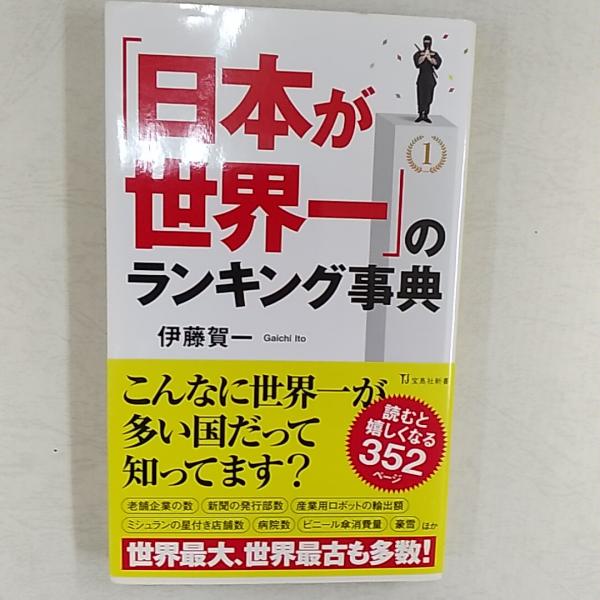 「日本が
世界一」の
ランキング事典
1
伊藤賀一 Gaichi Ito
TJ 宝島社新書
こんなに世界一が
多い国だって
知ってます?
読むと
嬉しくなる
352
ページ
老舗企業の数 新聞の発行部数 産業用ロボットの輸出額
ミシュランの星付き店舗数 病院数 ビニール傘消費量 豪雪 ほか
世界最大、世界最古も多数!